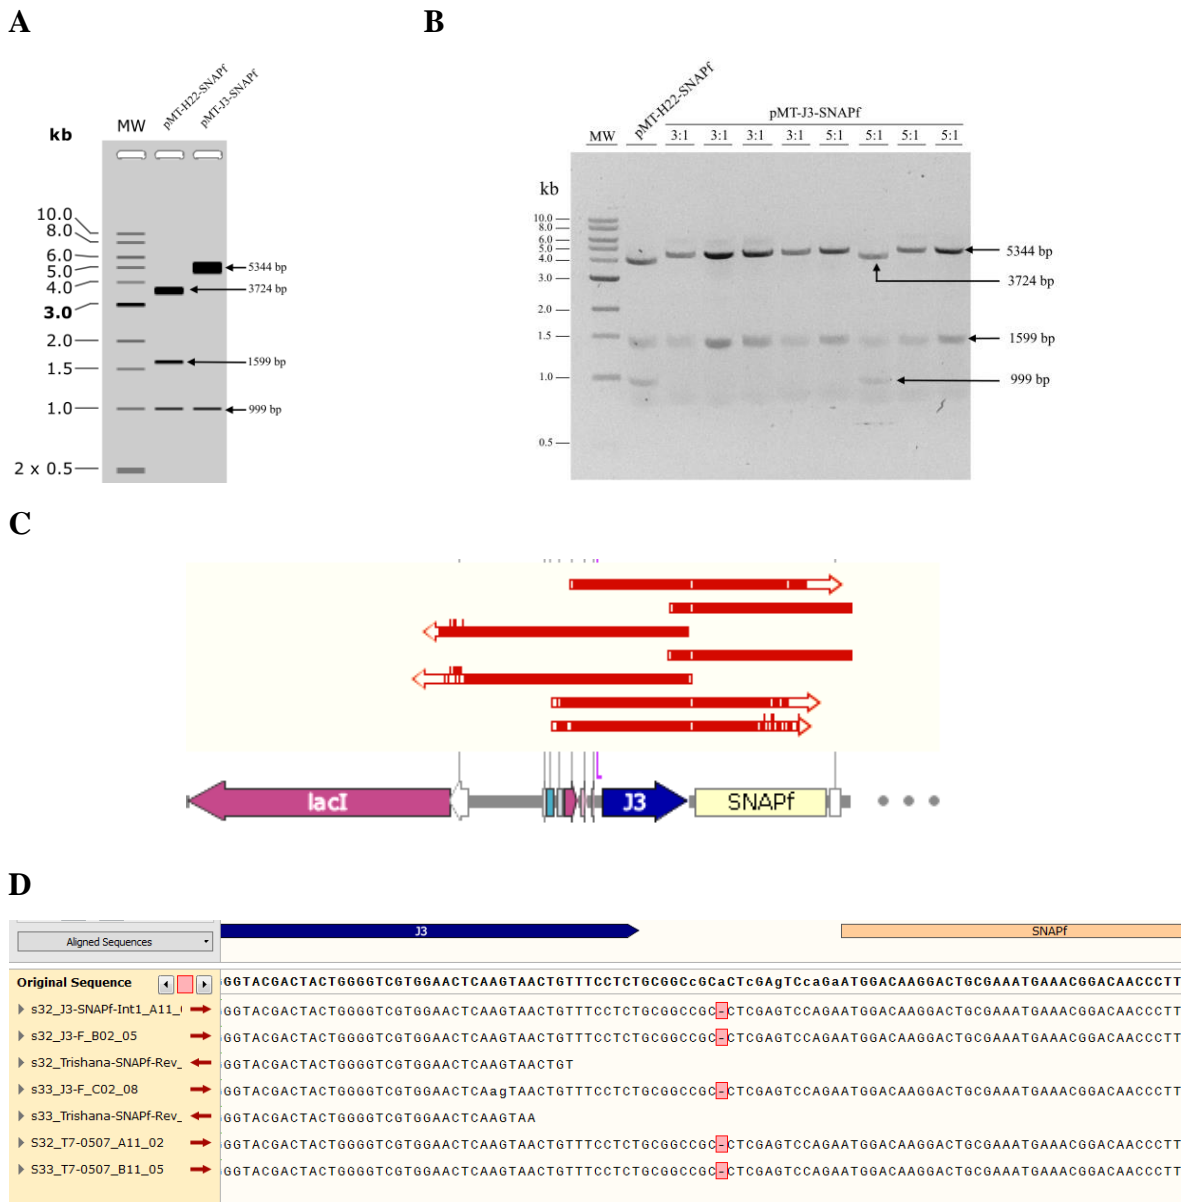 A
B
kb
MW
pMT-H22-SNAPf
pMT-J3-SNAPf
10.0
8.0
6.0
5.0
4.0
3.0
2.0
1.5
1.0
2 x 0.5
5344 bp
3724 bp
1599 bp
999 bp
pMT-H22-SNAPf
pMT-J3-SNAPf
MW
3:1 3:1 3:1 3:1 5:1 5:1 5:1 5:1
kb
10.0
8.0
6.0
5.0
4.0
3.0
2.0
1.5
1.0
0.5
5344 bp
3724 bp
1599 bp
999 bp
C
lacI
J3
SNAPf
D
Aligned Sequences
J3
SNAPf
Original Sequence
GGTACGACTACTGGGGTCGTGGAACTCAAGTAACTGTTTCCTCTGCGGCcGCaCTcGAgTCcagaATGGACAAGGACTGCGAAATGAAACGGACAACCCTT
s32_J3-SNAPf-Int1_A11_
GGTACGACTACTGGGGTCGTGGAACTCAAGTAACTGTTTCCTCTGCGGCCGC-CTCGAGTCCAGAATGGACAAGGACTGCGAAATGAAACGGACAACCCTT
s32_J3-F_B02_05
GGTACGACTACTGGGGTCGTGGAACTCAAGTAACTGTTTCCTCTGCGGCCGC-CTCGAGTCCAGAATGGACAAGGACTGCGAAATGAAACGGACAACCCTT
s32_Trishana-SNAPf-Rev_
GGTACGACTACTGGGGTCGTGGAACTCAAGTAACTGT
s33_J3-F_C02_08
GGTACGACTACTGGGGTCGTGGAACTCAagTAACTGTTTCCTCTGCGGCCGC-CTCGAGTCCAGAATGGACAAGGACTGCGAAATGAAACGGACAACCCTT
s33_Trishana-SNAPf-Rev_
GGTACGACTACTGGGGTCGTGGAACTCAAGTAA
S32_T7-0507_A11_02
GGTACGACTACTGGGGTCGTGGAACTCAAGTAACTGTTTCCTCTGCGGCCGC-CTCGAGTCCAGAATGGACAAGGACTGCGAAATGAAACGGACAACCCTT
S33_T7-0507_B11_05
GGTACGACTACTGGGGTCGTGGAACTCAAGTAACTGTTTCCTCTGCGGCCGC-CTCGAGTCCAGAATGGACAAGGACTGCGAAATGAAACGGACAACCCTT